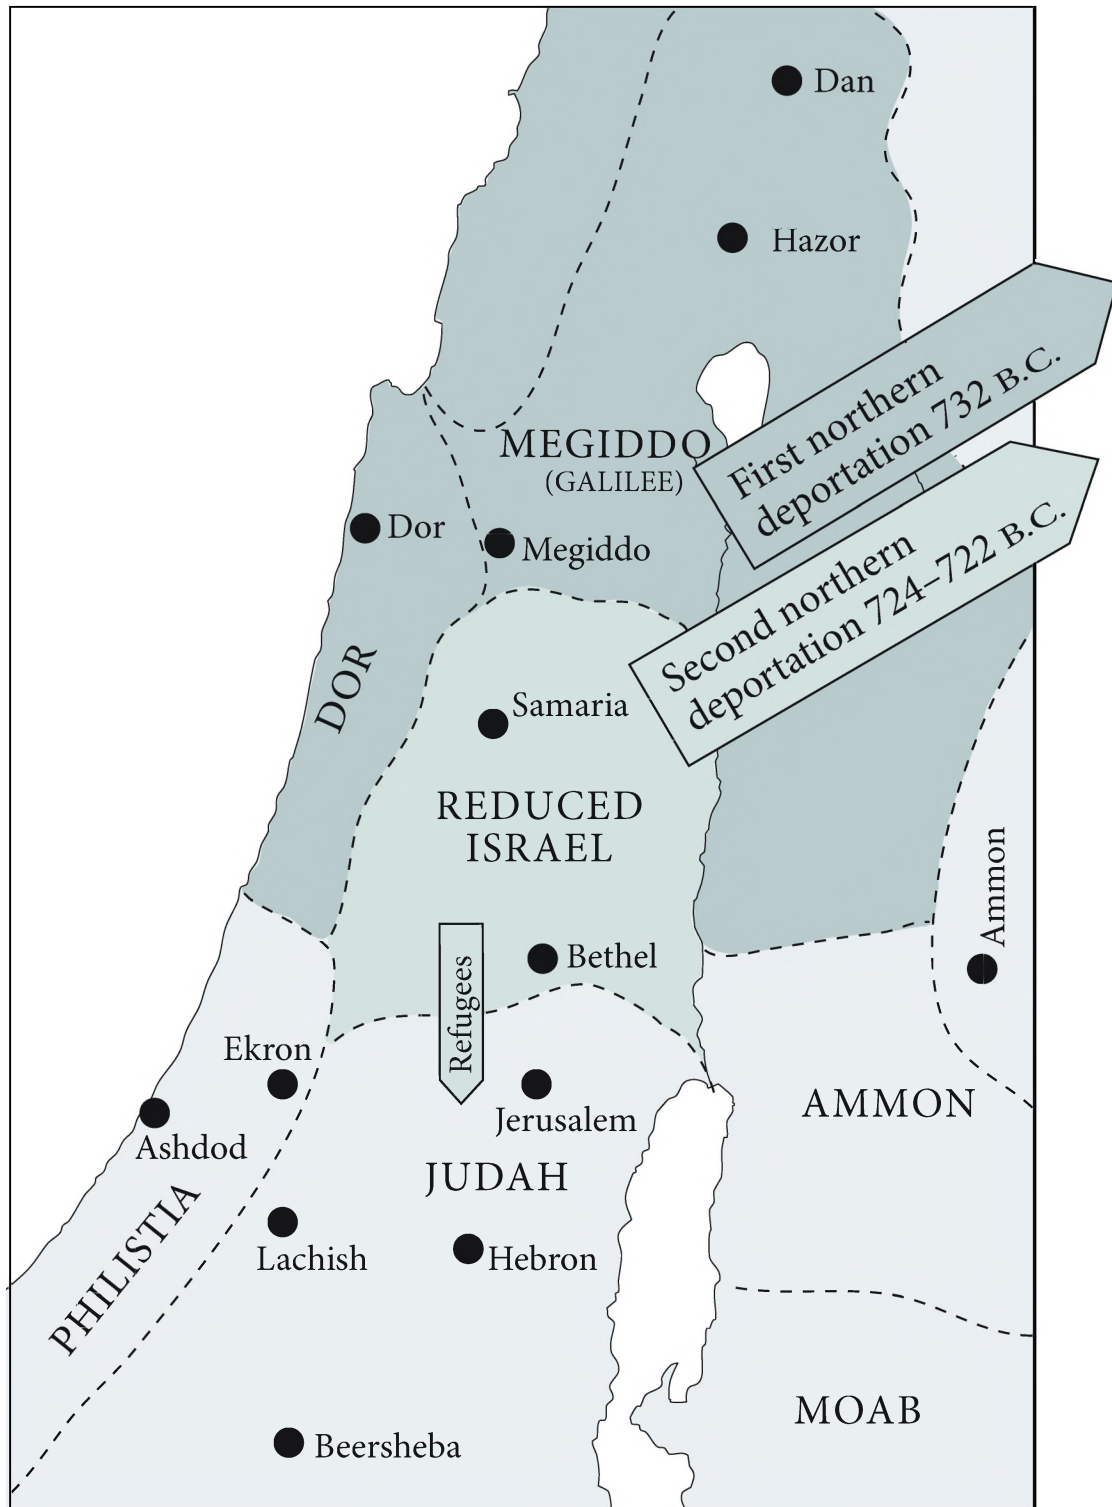 Dan
Hazor
First northern
deportation 732 B.C.
MEGIDDO
(GALILEE)
Dor
Megiddo
Second northern
deportation 724–722 B.C.
DOR
Samaria
REDUCED
ISRAEL
Ammon
Bethel
Refugees
Ekron
Jerusalem
AMMON
Ashdod
JUDAH
PHILISTIA
Lachish
Hebron
MOAB
Beersheba